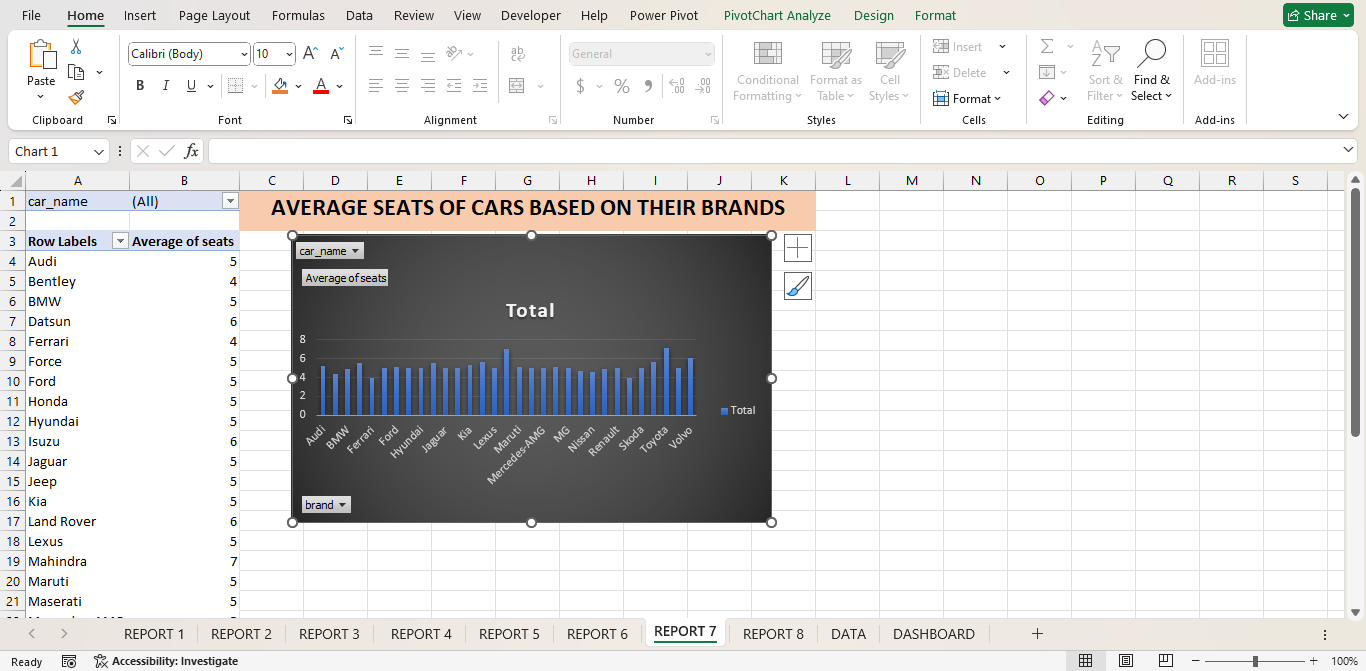 File Home Insert Page Layout Formulas Data Review View Developer Help Power Pivot PivotChart Analyze Design Format Share
Paste
Clipboard
Calibri (Body) 10 A A
B I U A
Font
ab
Alignment
General
$ % 9 .00
Number
Conditional Formatting
Format as Table
Cell Styles
Styles
Insert
Delete
Format
Cells
Sort & Filter
Find & Select
Editing
Add-ins
Add-ins
Chart 1 fx
A B C D E F G H I J K L M N O P Q R S
1 car_name (All) AVERAGE SEATS OF CARS BASED ON THEIR BRANDS
2
3 Row Labels Average of seats
4 Audi 5
5 Bentley 4
6 BMW 5
7 Datsun 6
8 Ferrari 4
9 Force 5
10 Ford 5
11 Honda 5
12 Hyundai 5
13 Isuzu 6
14 Jaguar 5
15 Jeep 5
16 Kia 5
17 Land Rover 6
18 Lexus 5
19 Mahindra 7
20 Maruti 5
21 Maserati 5
car_name
Average of seats
Total
8
6
4
2
0
Audi BMW Ferrari Ford Hyundai Jaguar Kia Lexus Maruti Mercedes-AMG MG Nissan Renault Skoda Toyota Volvo
Total
brand
REPORT 1 REPORT 2 REPORT 3 REPORT 4 REPORT 5 REPORT 6 REPORT 7 REPORT 8 DATA DASHBOARD
Ready Accessibility: Investigate 100%